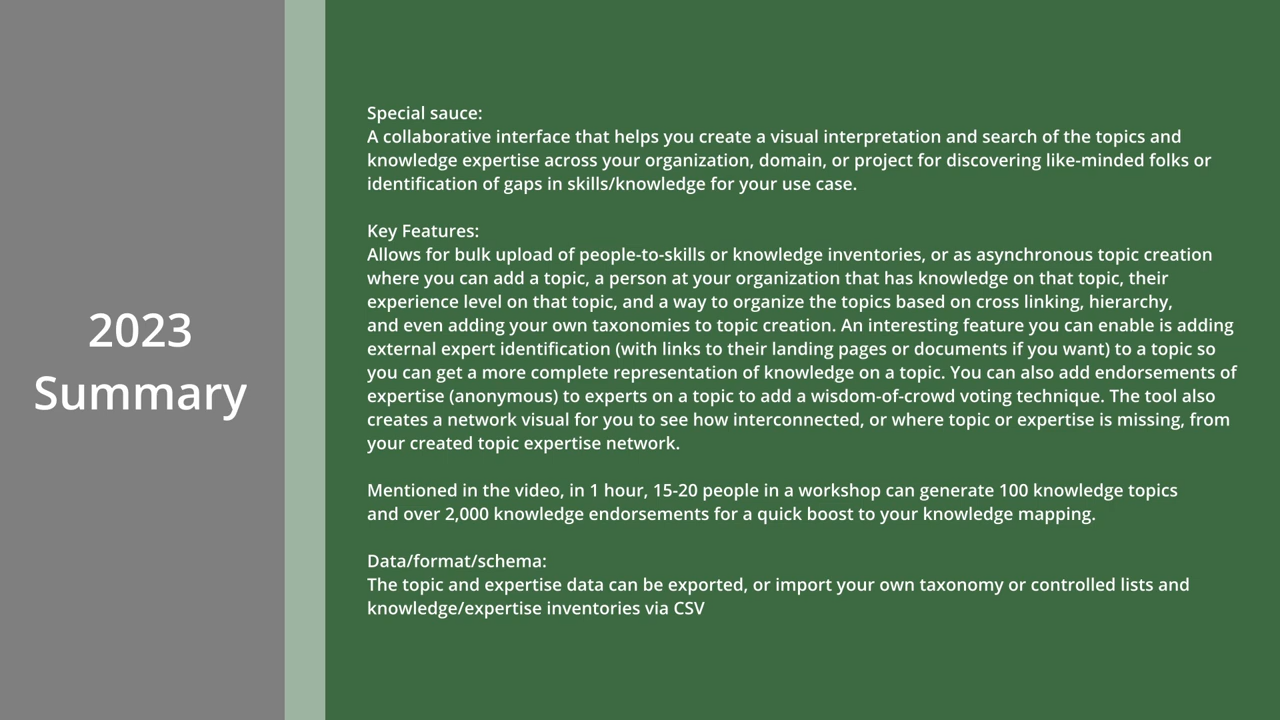 2023
Summary
Special sauce:
A collaborative interface that helps you create a visual interpretation and search of the topics and
knowledge expertise across your organization, domain, or project for discovering like-minded folks or
identification of gaps in skills/knowledge for your use case.
Key Features:
Allows for bulk upload of people-to-skills or knowledge inventories, or as asynchronous topic creation
where you can add a topic, a person at your organization that has knowledge on that topic, their
experience level on that topic, and a way to organize the topics based on cross linking, hierarchy,
and even adding your own taxonomies to topic creation. An interesting feature you can enable is adding
external expert identification (with links to their landing pages or documents if you want) to a topic so
you can get a more complete representation of knowledge on a topic. You can also add endorsements of
expertise (anonymous) to experts on a topic to add a wisdom-of-crowd voting technique. The tool also
creates a network visual for you to see how interconnected, or where topic or expertise is missing, from
your created topic expertise network.
Mentioned in the video, in 1 hour, 15-20 people in a workshop can generate 100 knowledge topics
and over 2,000 knowledge endorsements for a quick boost to your knowledge mapping.
Data/format/schema:
The topic and expertise data can be exported, or import your own taxonomy or controlled lists and
knowledge/expertise inventories via CSV